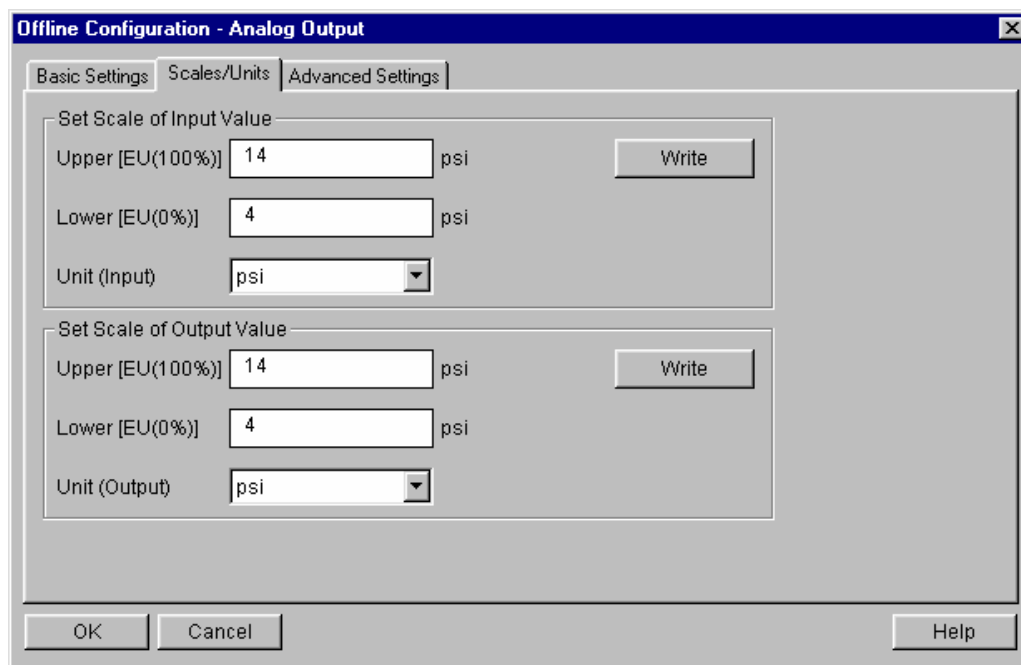 Offline Configuration - Analog Output
Basic Settings Scales/Units Advanced Settings
Set Scale of Input Value
Upper [EU(100%)] 14 psi Write
Lower [EU(0%)] 4 psi
Unit (Input) psi
Set Scale of Output Value
Upper [EU(100%)] 14 psi Write
Lower [EU(0%)] 4 psi
Unit (Output) psi
OK Cancel Help